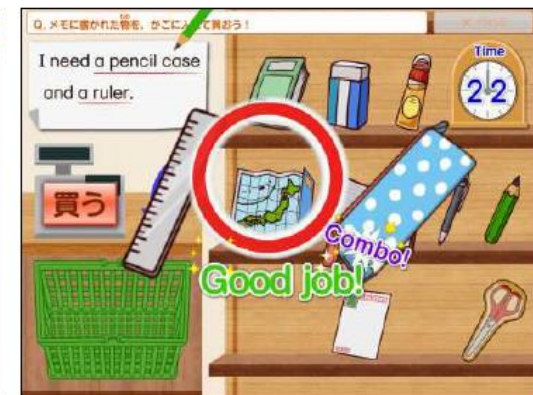 Q. メモに書かれた物を、かごに入れて買おう！
I need a pencil case
and a ruler.
Time
22
買う
Combo!
Good job!